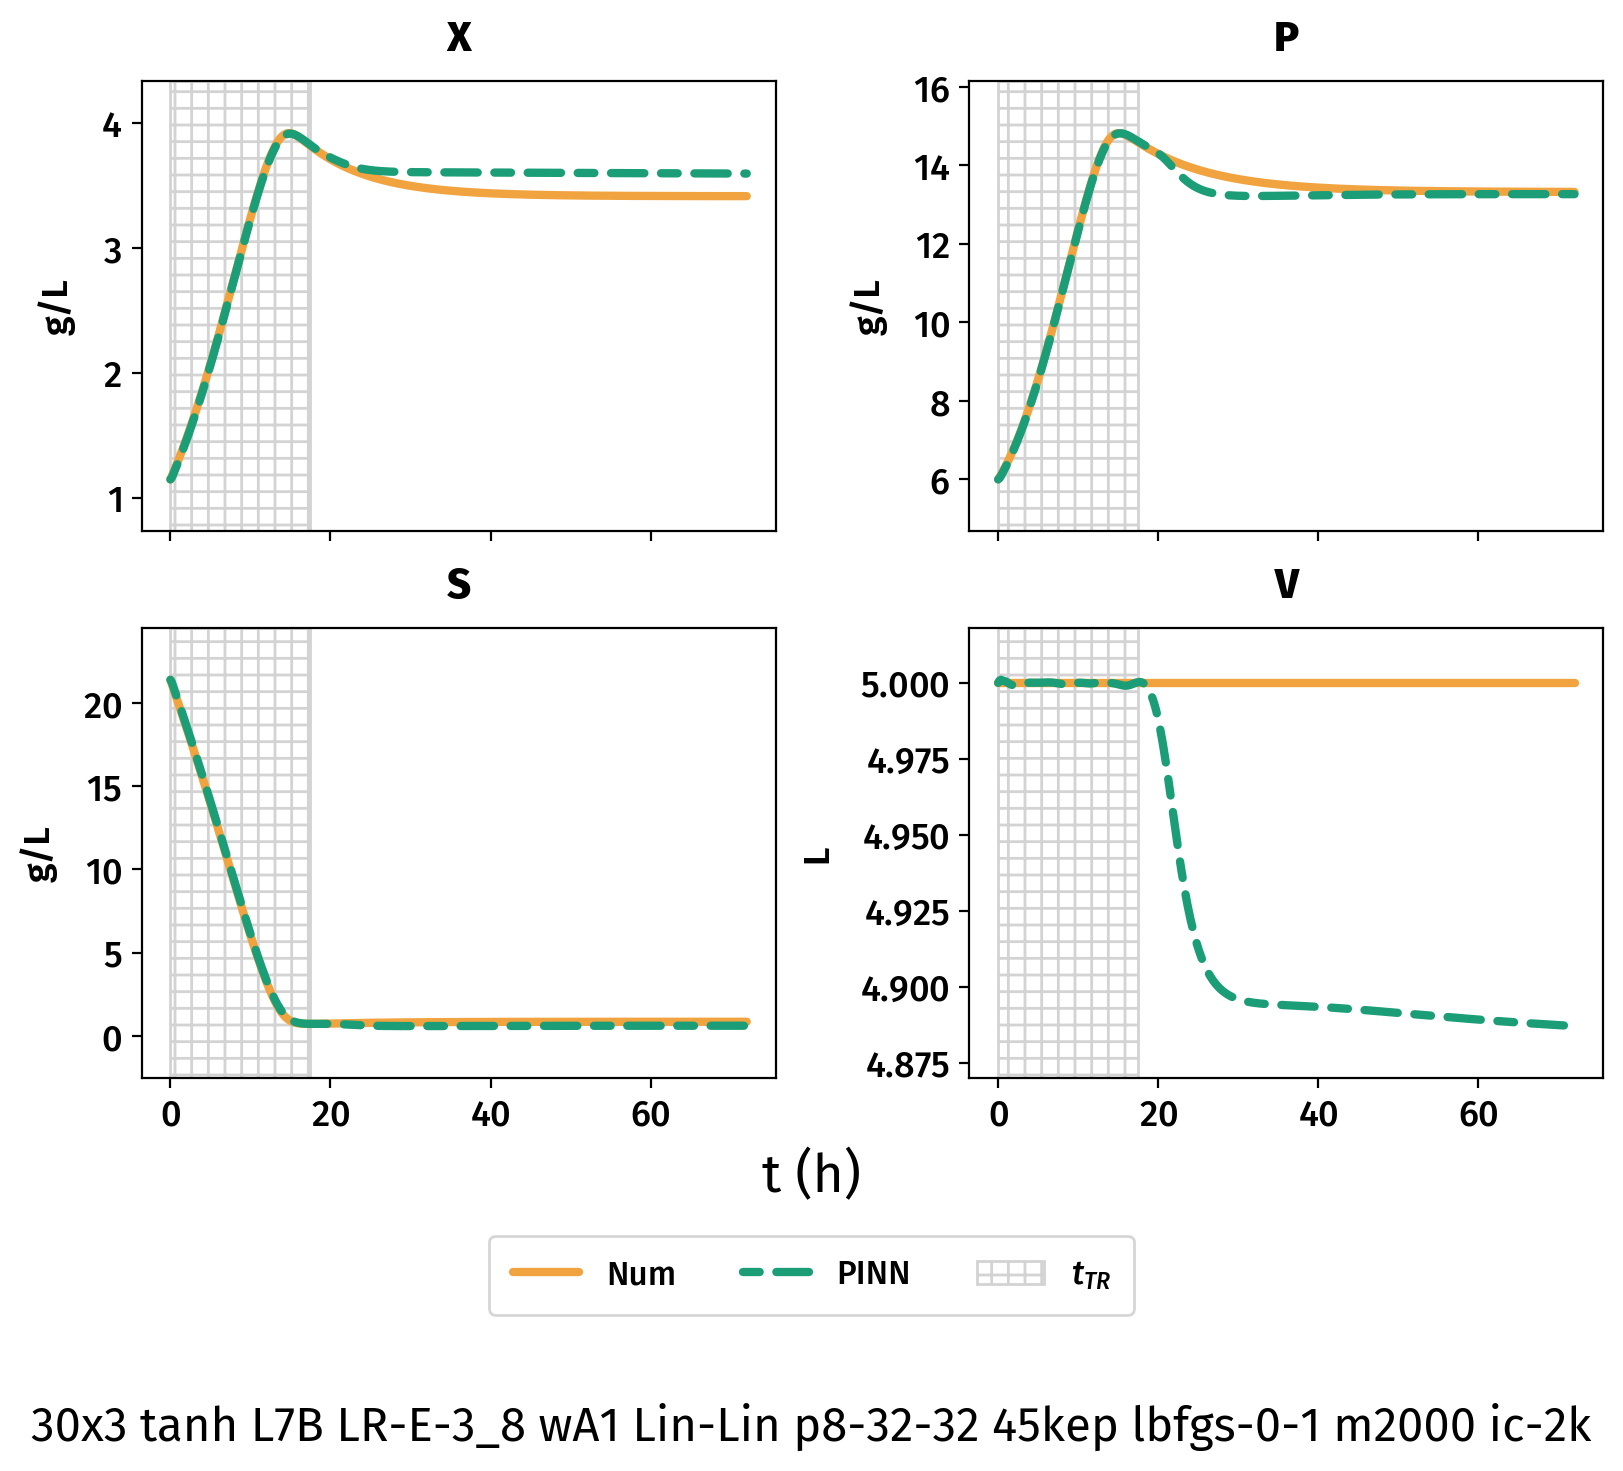 X
P
4
3
2
1
g/L
16
14
12
10
8
6
g/L
S
V
20
15
10
5
0
g/L
0 20 40 60
5.000
4.975
4.950
4.925
4.900
4.875
L
0 20 40 60
t (h)
Num PINN t_TR
30x3 tanh L7B LR-E-3_8 wA1 Lin-Lin p8-32-32 45kep lbfgs-0-1 m2000 ic-2k